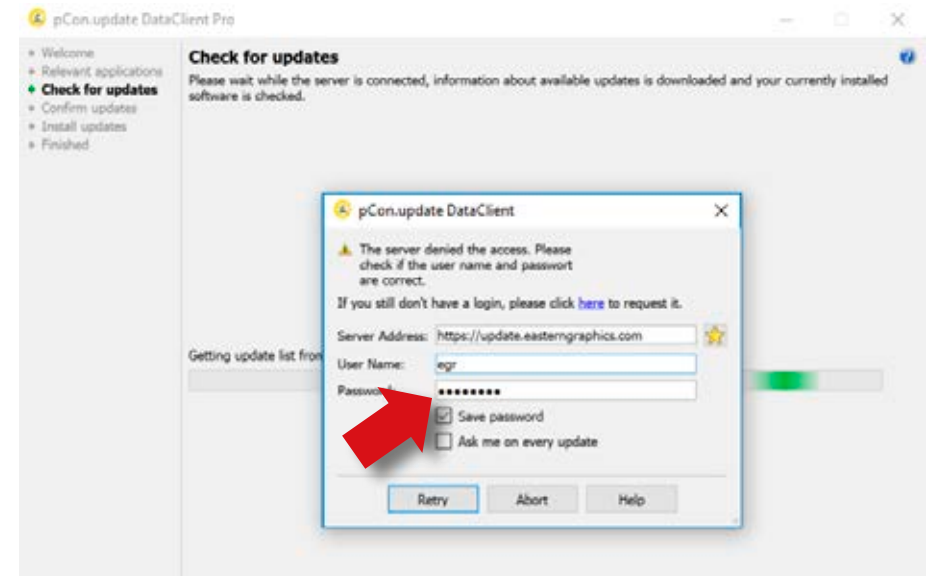 pCon.update DataClient Pro
Welcome
Relevant applications
Check for updates
Confirm updates
Install updates
Finished
Check for updates
Please wait while the server is connected, information about available updates is downloaded and your currently installed
software is checked.
Getting update list from
pCon.update DataClient
The server denied the access. Please
check if the user name and passwort
are correct.
If you still don't have a login, please click here to request it.
Server Address: https://update.easterngraphics.com
User Name: egr
••••••••
Save password
Ask me on every update
Retry Abort Help